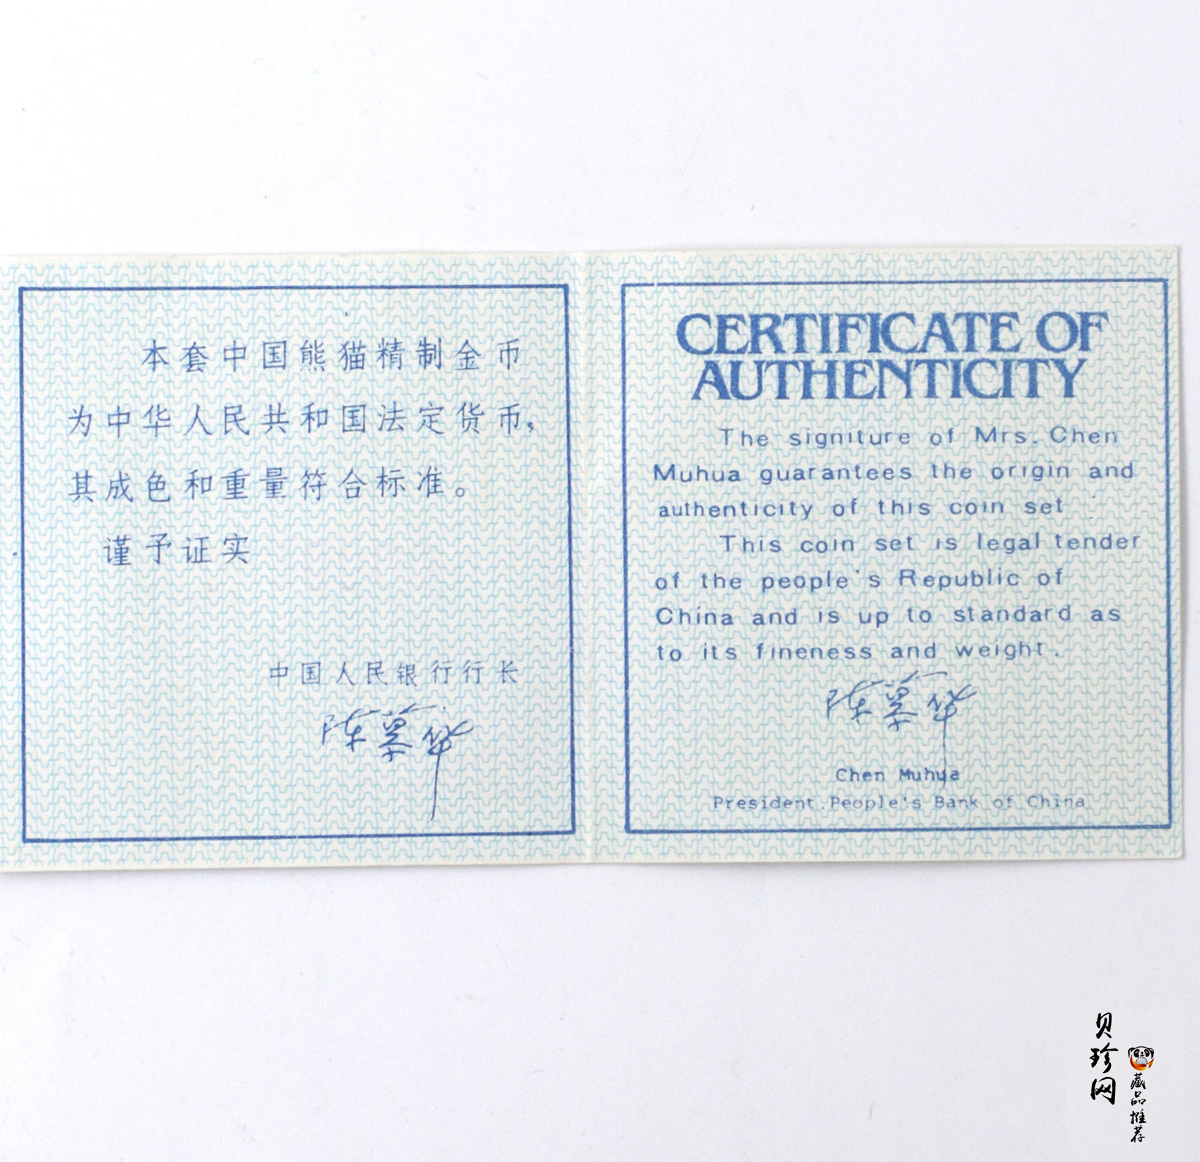 本套中国熊猫精制金币
为中华人民共和国法定货币,
其成色和重量符合标准。
谨予证实
中国人民银行行长
陈慕华
CERTIFICATE OF
AUTHENTICITY
The signiture of Mrs. Chen
Muhua guarantees the origin and
authenticity of this coin set
This coin set is legal tender
of the people's Republic of
China and is up to standard as
to its fineness and weight.
陈慕华
Chen Muhua
President.People's Bank of China
贝珍网
藏品推荐